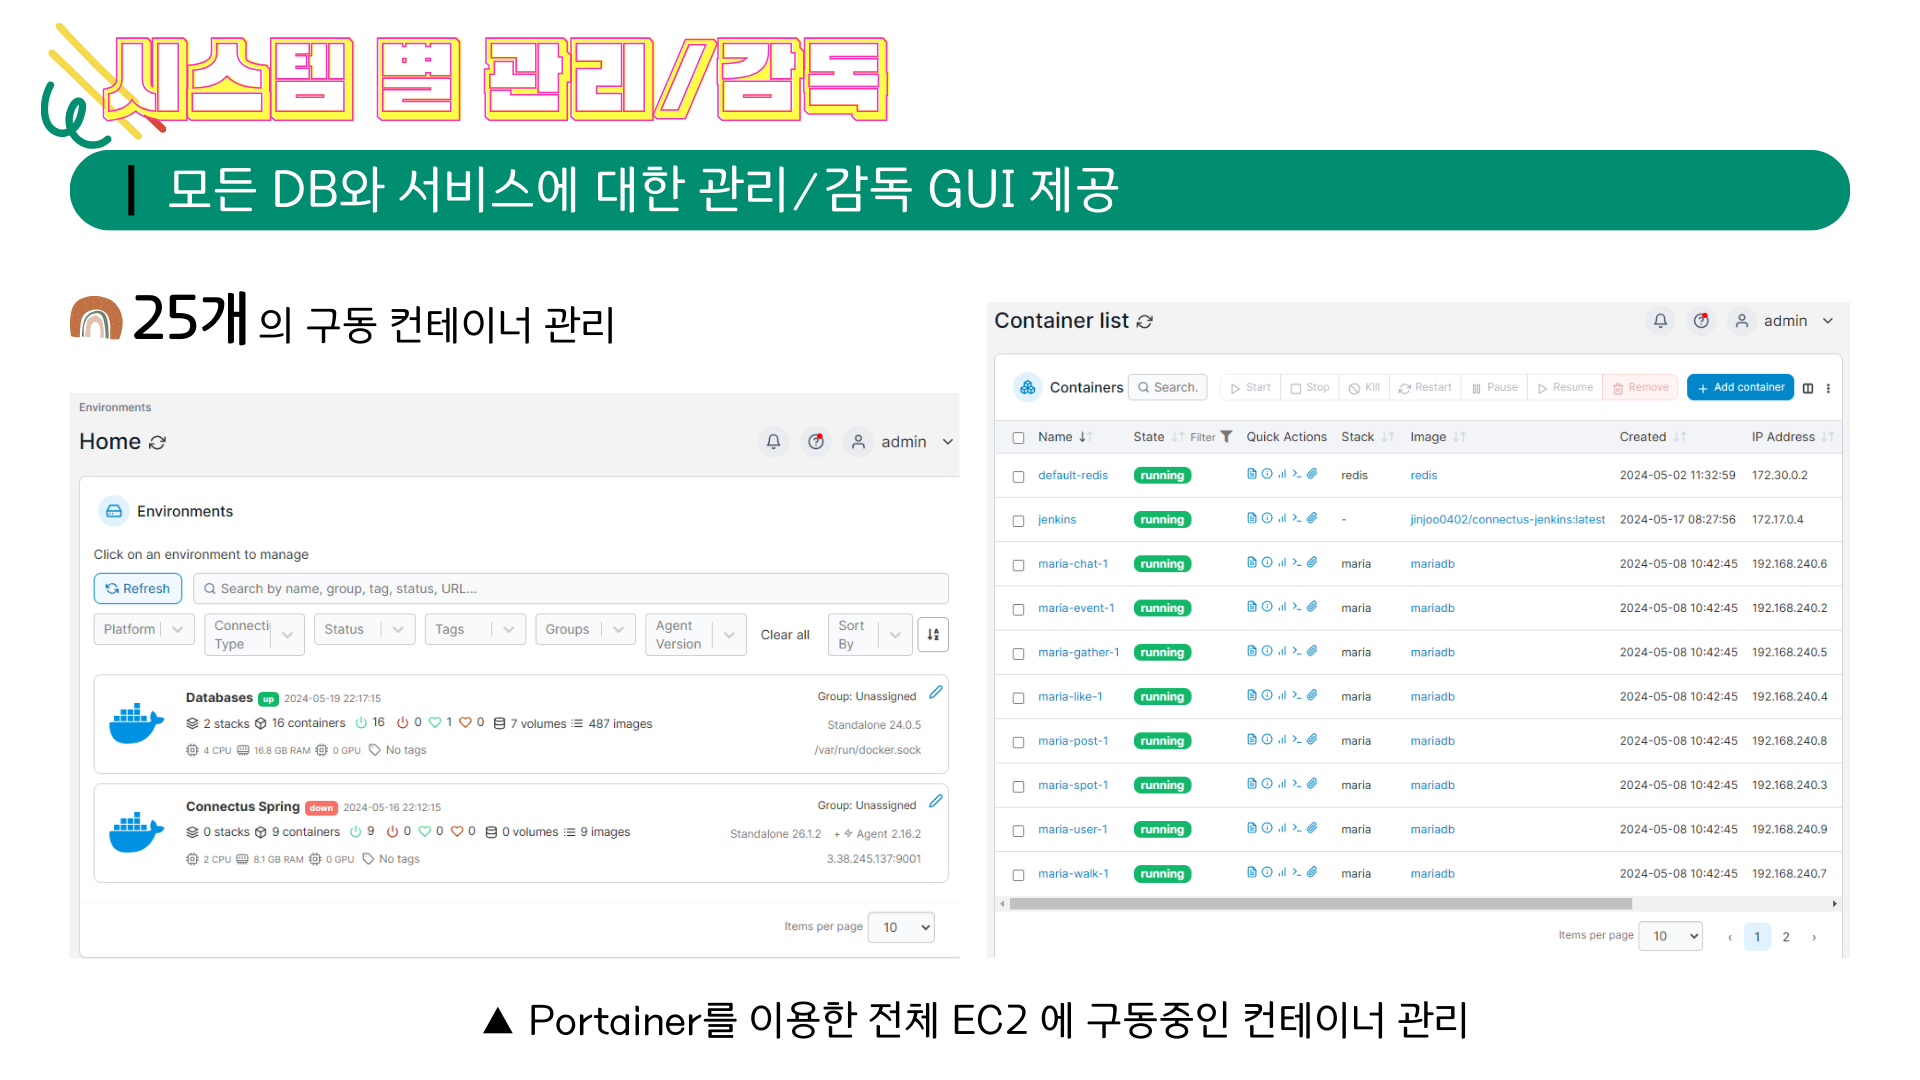 시스템 별 관리/감독
모든 DB와 서비스에 대한 관리/감독 GUI 제공
25개의 구동 컨테이너 관리
Environments
Home admin
Environments
Click on an environment to manage
Refresh Search by name, group, tag, status, URL...
Platform Connecti Type Status Tags Groups Agent Version Clear all Sort By
Databases up 2024-05-19 22:17:15 Group: Unassigned
2 stacks 16 containers 16 0 1 0 7 volumes 487 images Standalone 24.0.5
4 CPU 16.8 GB RAM 0 GPU No tags /var/run/docker.sock
Connectus Spring down 2024-05-16 22:12:15 Group: Unassigned
0 stacks 9 containers 9 0 0 0 0 volumes 9 images Standalone 26.1.2 + Agent 2.16.2
2 CPU 8.1 GB RAM 0 GPU No tags 3.38.245.137:9001
Items per page 10
Container list admin
Containers Search. Start Stop Kill Restart Pause Resume Remove + Add container
Name State Filter Quick Actions Stack Image Created IP Address
default-redis running redis redis 2024-05-02 11:32:59 172.30.0.2
jenkins running - jinjoo0402/connectus-jenkins:latest 2024-05-17 08:27:56 172.17.0.4
maria-chat-1 running maria mariadb 2024-05-08 10:42:45 192.168.240.6
maria-event-1 running maria mariadb 2024-05-08 10:42:45 192.168.240.2
maria-gather-1 running maria mariadb 2024-05-08 10:42:45 192.168.240.5
maria-like-1 running maria mariadb 2024-05-08 10:42:45 192.168.240.4
maria-post-1 running maria mariadb 2024-05-08 10:42:45 192.168.240.8
maria-spot-1 running maria mariadb 2024-05-08 10:42:45 192.168.240.3
maria-user-1 running maria mariadb 2024-05-08 10:42:45 192.168.240.9
maria-walk-1 running maria mariadb 2024-05-08 10:42:45 192.168.240.7
Items per page 10 ‹ 1 2 ›
▲ Portainer를 이용한 전체 EC2 에 구동중인 컨테이너 관리